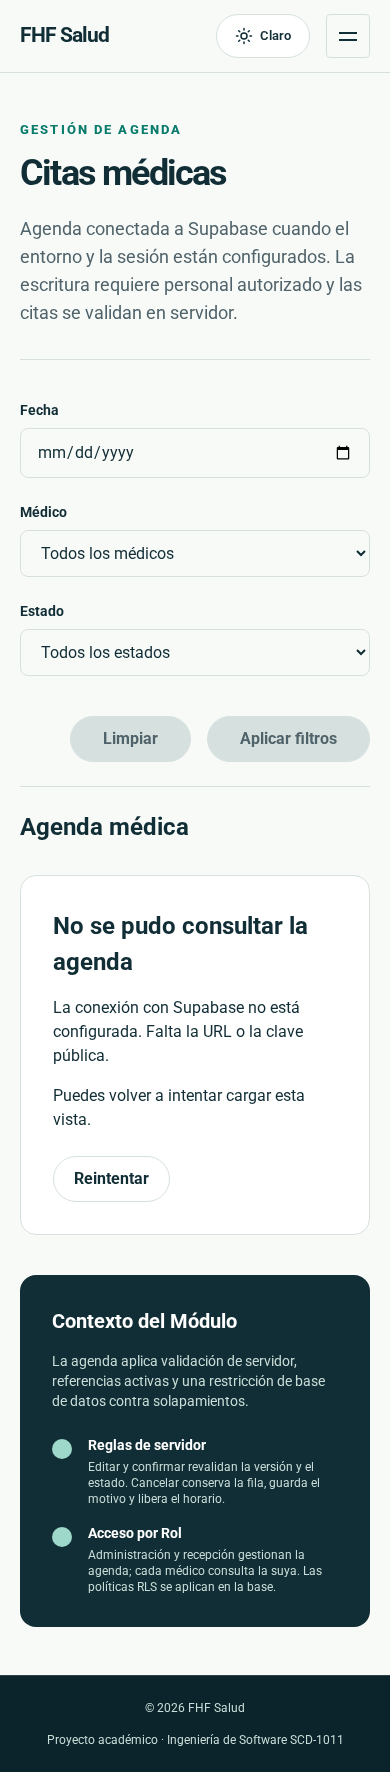 FHF Salud
Claro
GESTIÓN DE AGENDA
Citas médicas
Agenda conectada a Supabase cuando el
entorno y la sesión están configurados. La
escritura requiere personal autorizado y las
citas se validan en servidor.
Fecha
mm/dd/yyyy
Médico
Todos los médicos
Estado
Todos los estados
Limpiar
Aplicar filtros
Agenda médica
No se pudo consultar la
agenda
La conexión con Supabase no está
configurada. Falta la URL o la clave
pública.
Puedes volver a intentar cargar esta
vista.
Reintentar
Contexto del Módulo
La agenda aplica validación de servidor,
referencias activas y una restricción de base
de datos contra solapamientos.
Reglas de servidor
Editar y confirmar revalidan la versión y el
estado. Cancelar conserva la fila, guarda el
motivo y libera el horario.
Acceso por Rol
Administración y recepción gestionan la
agenda; cada médico consulta la suya. Las
políticas RLS se aplican en la base.
© 2026 FHF Salud
Proyecto académico · Ingeniería de Software SCD-1011